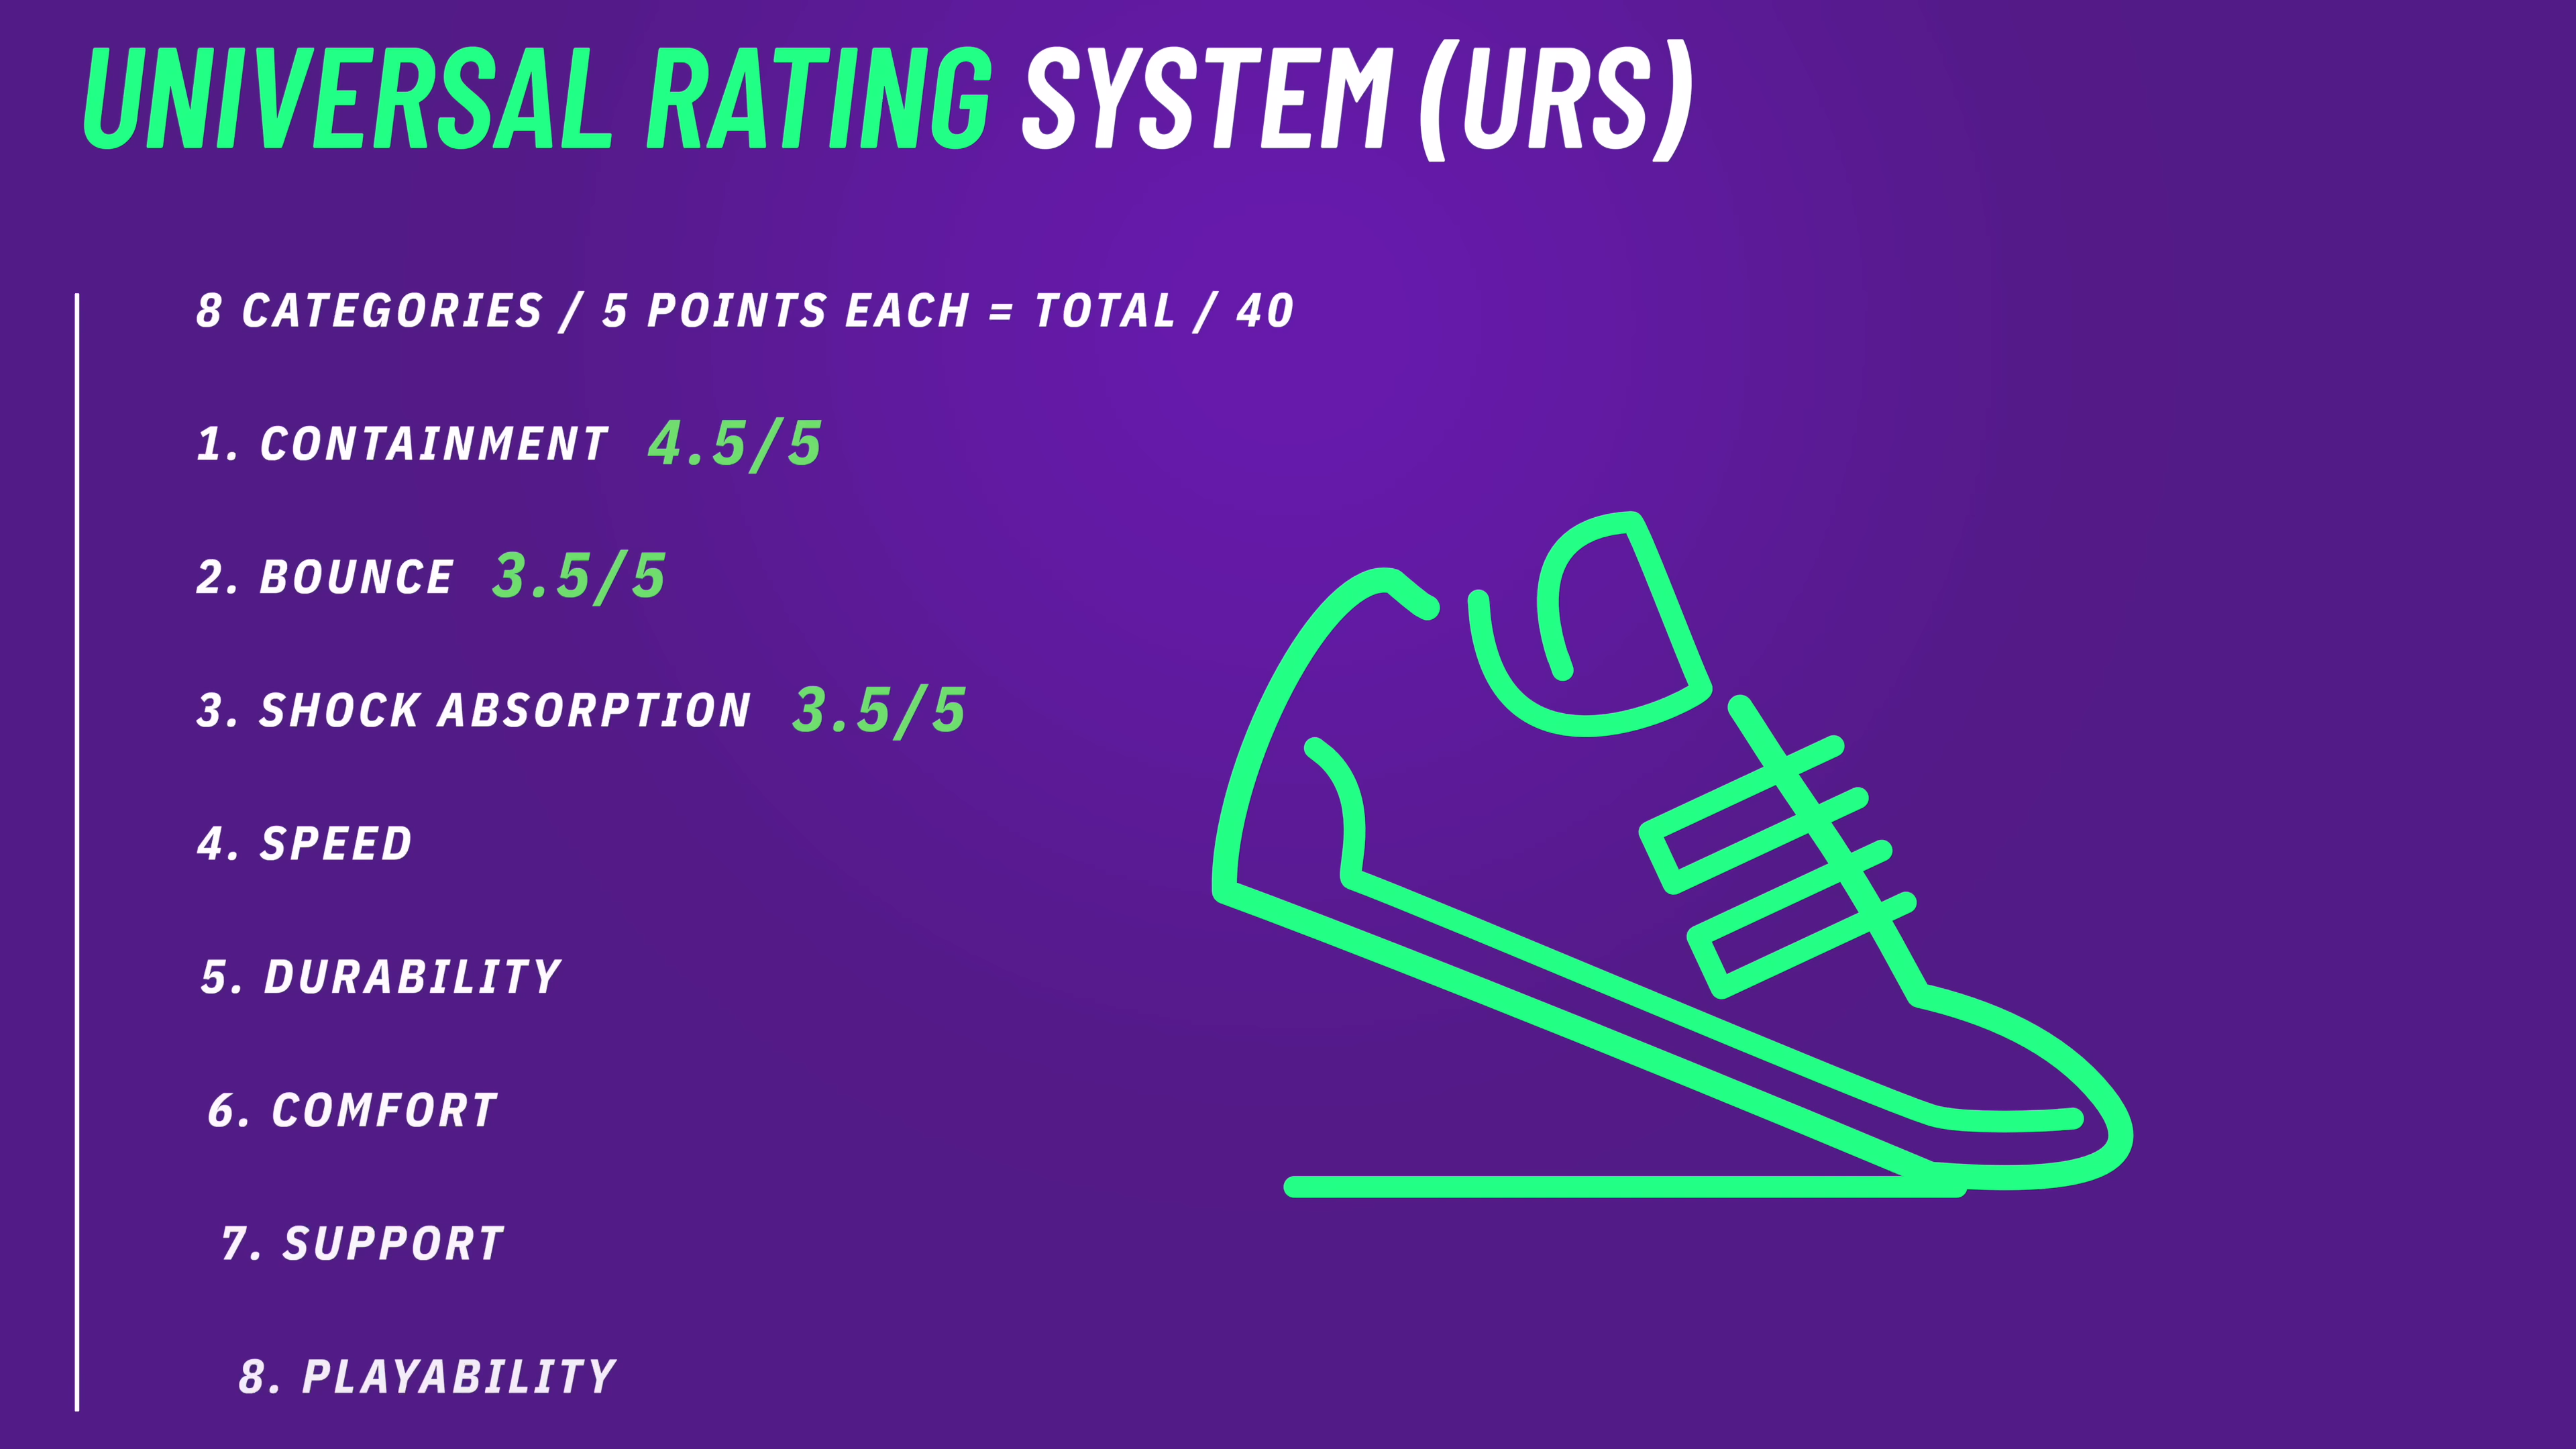 UNIVERSAL RATING SYSTEM (URS)
8 CATEGORIES / 5 POINTS EACH = TOTAL / 40
1. CONTAINMENT 4.5/5
2. BOUNCE 3.5/5
3. SHOCK ABSORPTION 3.5/5
4. SPEED
5. DURABILITY
6. COMFORT
7. SUPPORT
8. PLAYABILITY